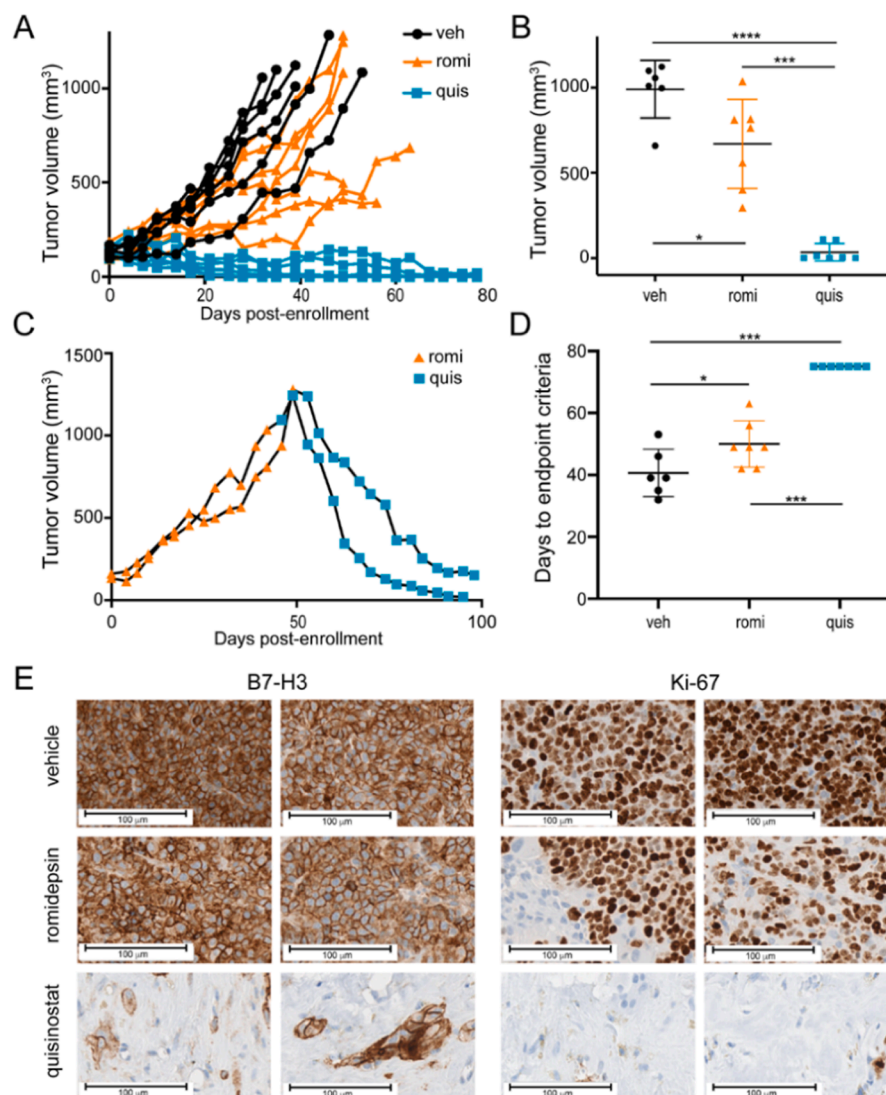 A
veh
romi
quis
Tumor volume (mm³)
1000
500
0
0
20
40
60
80
Days post-enrollment
B
****
***
*
Tumor volume (mm³)
1000
500
0
veh
romi
quis
C
romi
quis
Tumor volume (mm³)
1500
1000
500
0
0
50
100
Days post-enrollment
D
***
*
***
Days to endpoint criteria
80
60
40
20
0
veh
romi
quis
E
B7-H3
Ki-67
vehicle
100 µm
100 µm
100 µm
100 µm
romidepsin
100 µm
100 µm
100 µm
100 µm
quisinostat
100 µm
100 µm
100 µm
100 µm